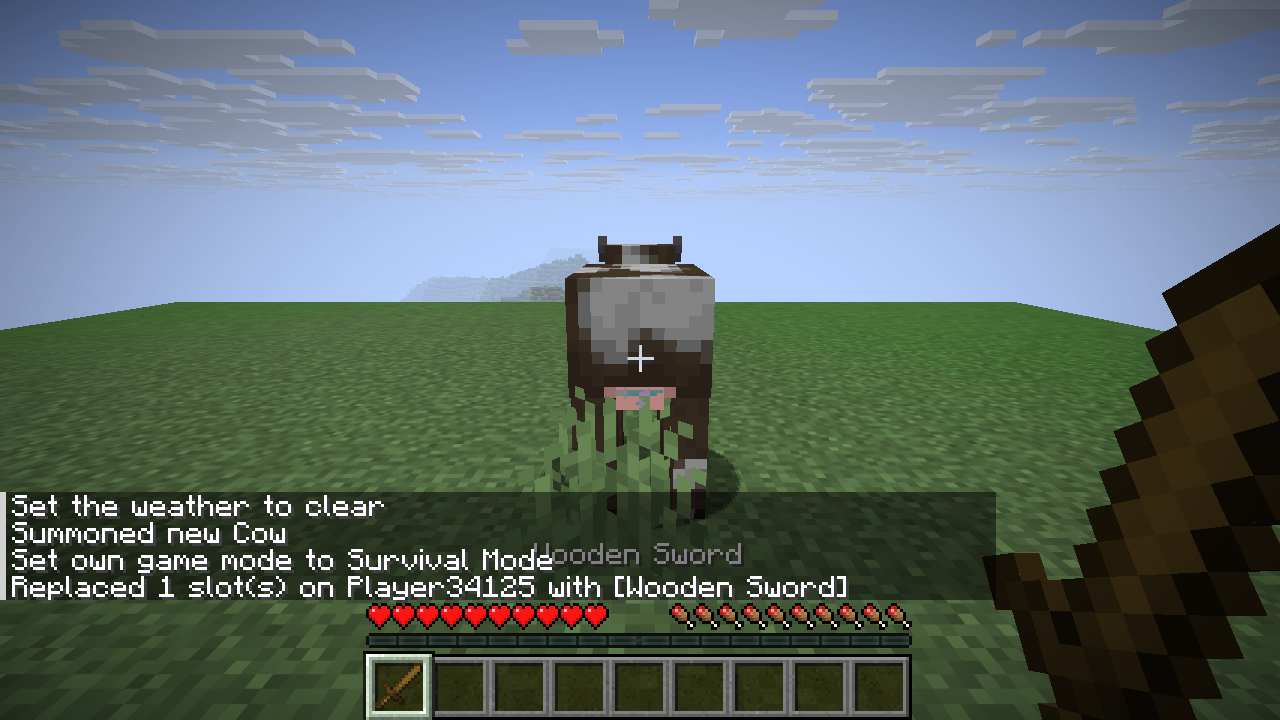 Set the weather to clear
Summoned new Cow
Set own game mode to Survival Mode
Wooden Sword
Replaced 1 slot(s) on Player34125 with [Wooden Sword]